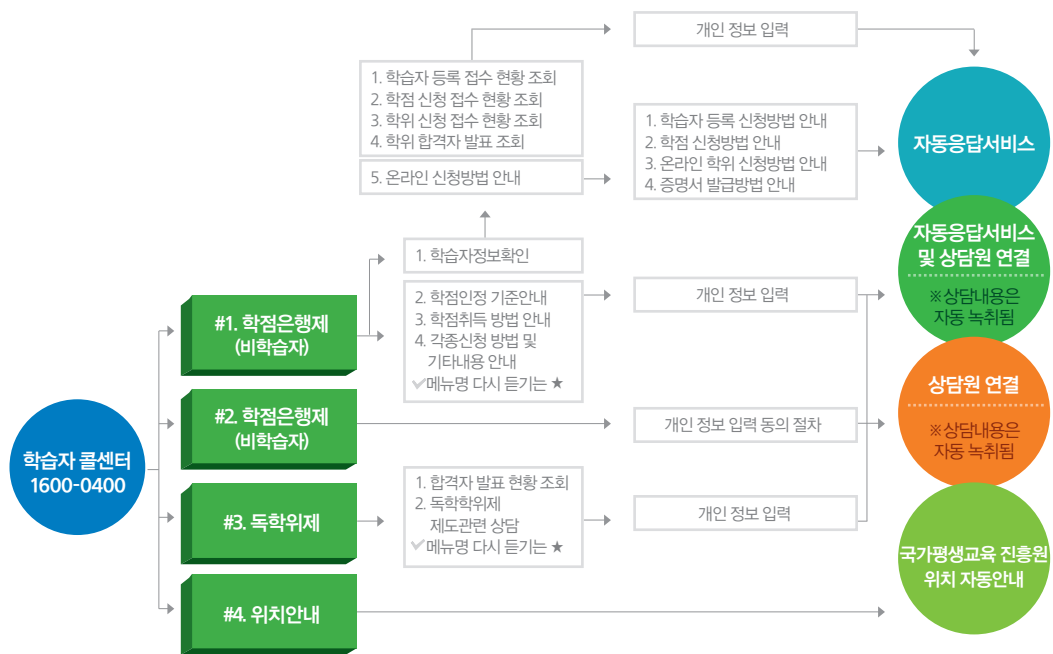 개인 정보 입력
1. 학습자 등록 접수 현황 조회
2. 학점 신청 접수 현황 조회
3. 학위 신청 접수 현황 조회
4. 학위 합격자 발표 조회
5. 온라인 신청방법 안내
1. 학습자 등록 신청방법 안내
2. 학점 신청방법 안내
3. 온라인 학위 신청방법 안내
4. 증명서 발급방법 안내
자동응답서비스
1. 학습자정보확인
2. 학점인정 기준안내
3. 학점취득 방법 안내
4. 각종신청 방법 및
기타내용 안내
✓메뉴명 다시 듣기는 ★
개인 정보 입력
자동응답서비스
및 상담원 연결
※상담내용은
자동 녹취됨
#1. 학점은행제
(비학습자)
#2. 학점은행제
(비학습자)
개인 정보 입력 동의 절차
상담원 연결
※상담내용은
자동 녹취됨
학습자 콜센터
1600-0400
#3. 독학위제
1. 합격자 발표 현황 조회
2. 독학학위제
제도관련 상담
✓메뉴명 다시 듣기는 ★
개인 정보 입력
#4. 위치안내
국가평생교육 진흥원
위치 자동안내